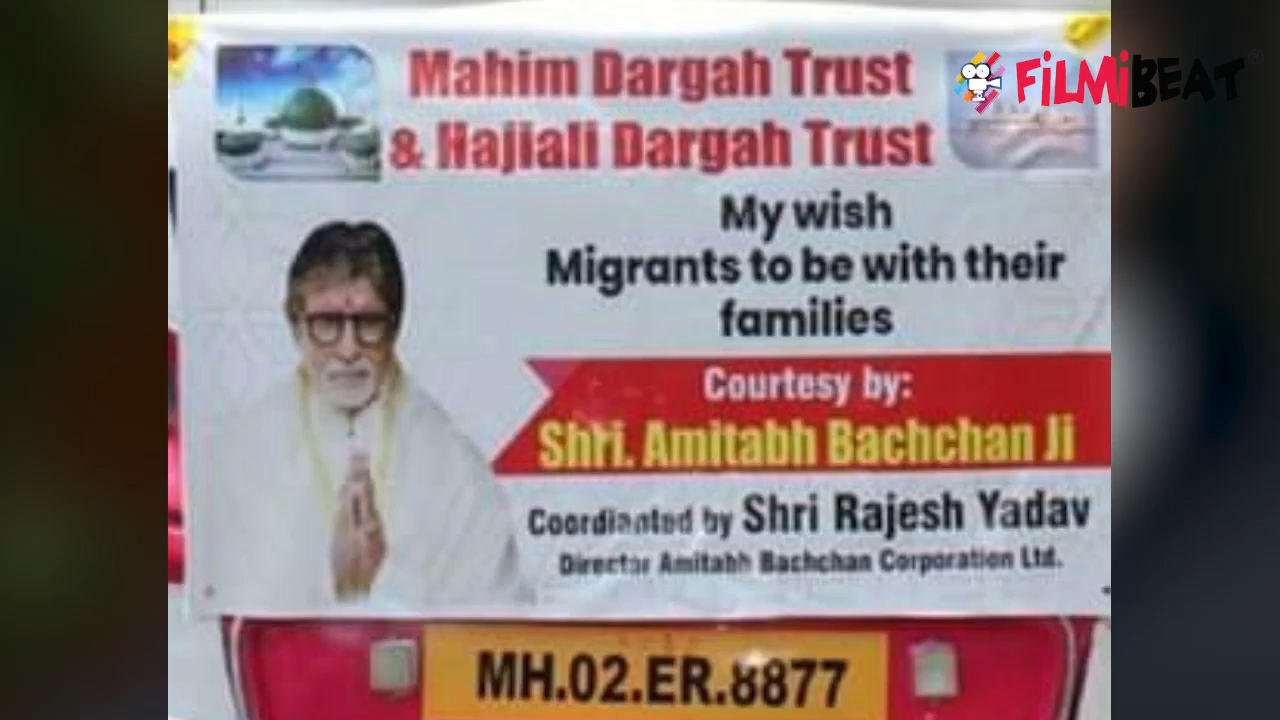 FiLMiBEAT
Mahim Dargah Trust
& Hajiali Dargah Trust
My wish
Migrants to be with their
families
Courtesy by:
Shri. Amitabh Bachchan Ji
Coordianted by Shri Rajesh Yadav
Director Amitabh Bachchan Corporation Ltd.
MH.02.ER.8877